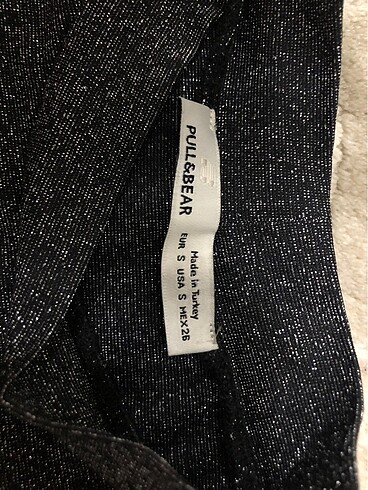 PULL&BEAR
Made in Turkey
EUR S USA S MEX 26